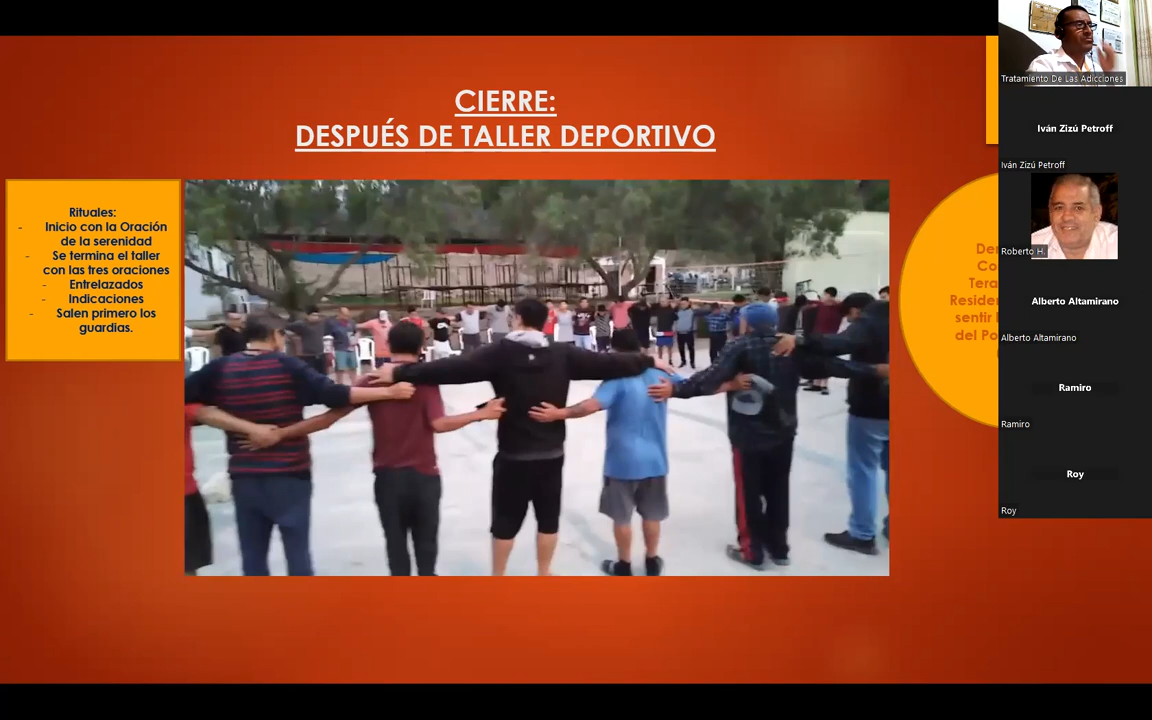 CIERRE:
DESPUÉS DE TALLER DEPORTIVO
Rituales:
- Inicio con la Oración
de la serenidad
- Se termina el taller
con las tres oraciones
- Entrelazados
- Indicaciones
- Salen primero los
guardias.
sentir
del
Tratamiento De Las Adicciones
Iván Zizú Petroff
Iván Zizú Petroff
Roberto H.
Alberto Altamirano
Alberto Altamirano
Ramiro
Ramiro
Roy
Roy